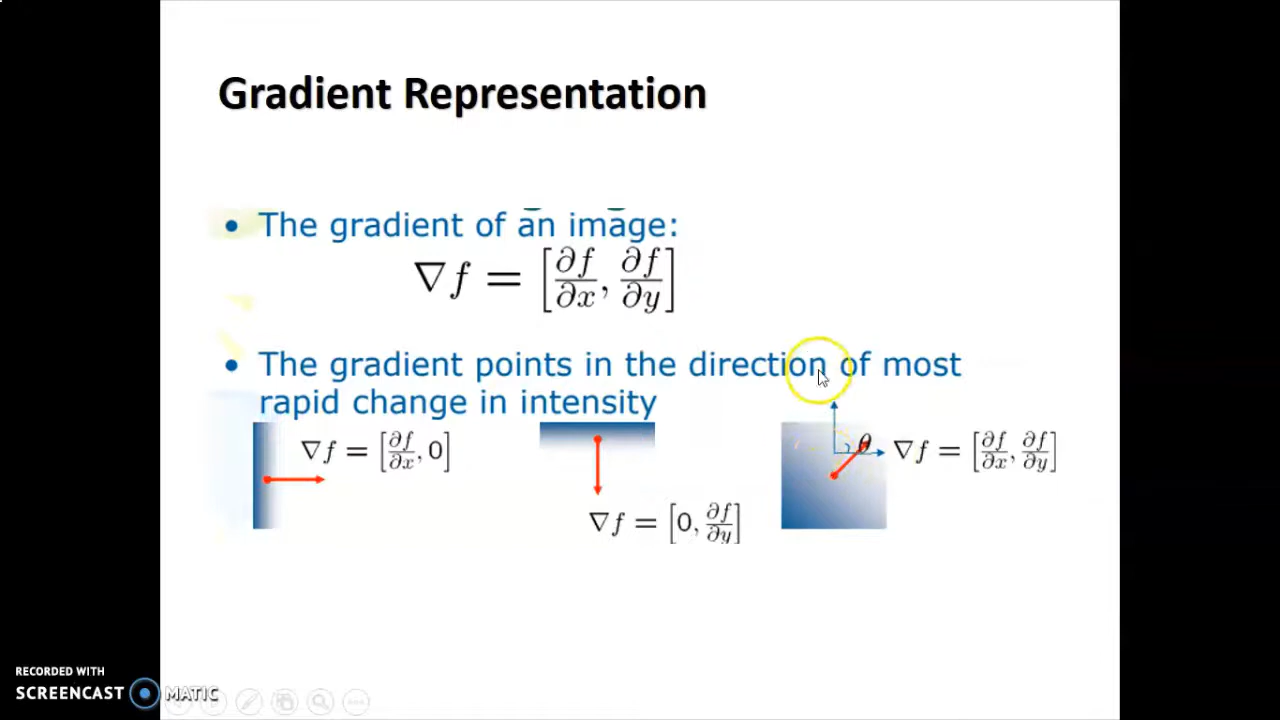 Gradient Representation
• The gradient of an image:
∇f = [∂f/∂x, ∂f/∂y]
• The gradient points in the direction of most
rapid change in intensity
∇f = [∂f/∂x, 0]
∇f = [0, ∂f/∂y]
θ
∇f = [∂f/∂x, ∂f/∂y]
RECORDED WITH
SCREENCAST MATIC